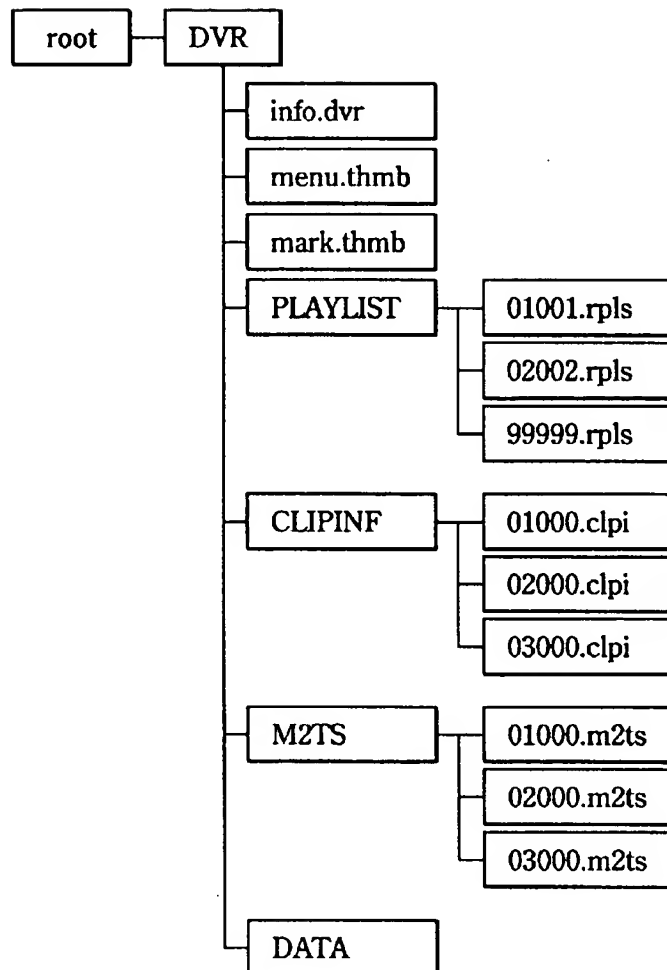 root
DVR
info.dvr
menu.thmb
mark.thmb
PLAYLIST
01001.rpls
02002.rpls
99999.rpls
CLIPINF
01000.clpi
02000.clpi
03000.clpi
M2TS
01000.m2ts
02000.m2ts
03000.m2ts
DATA